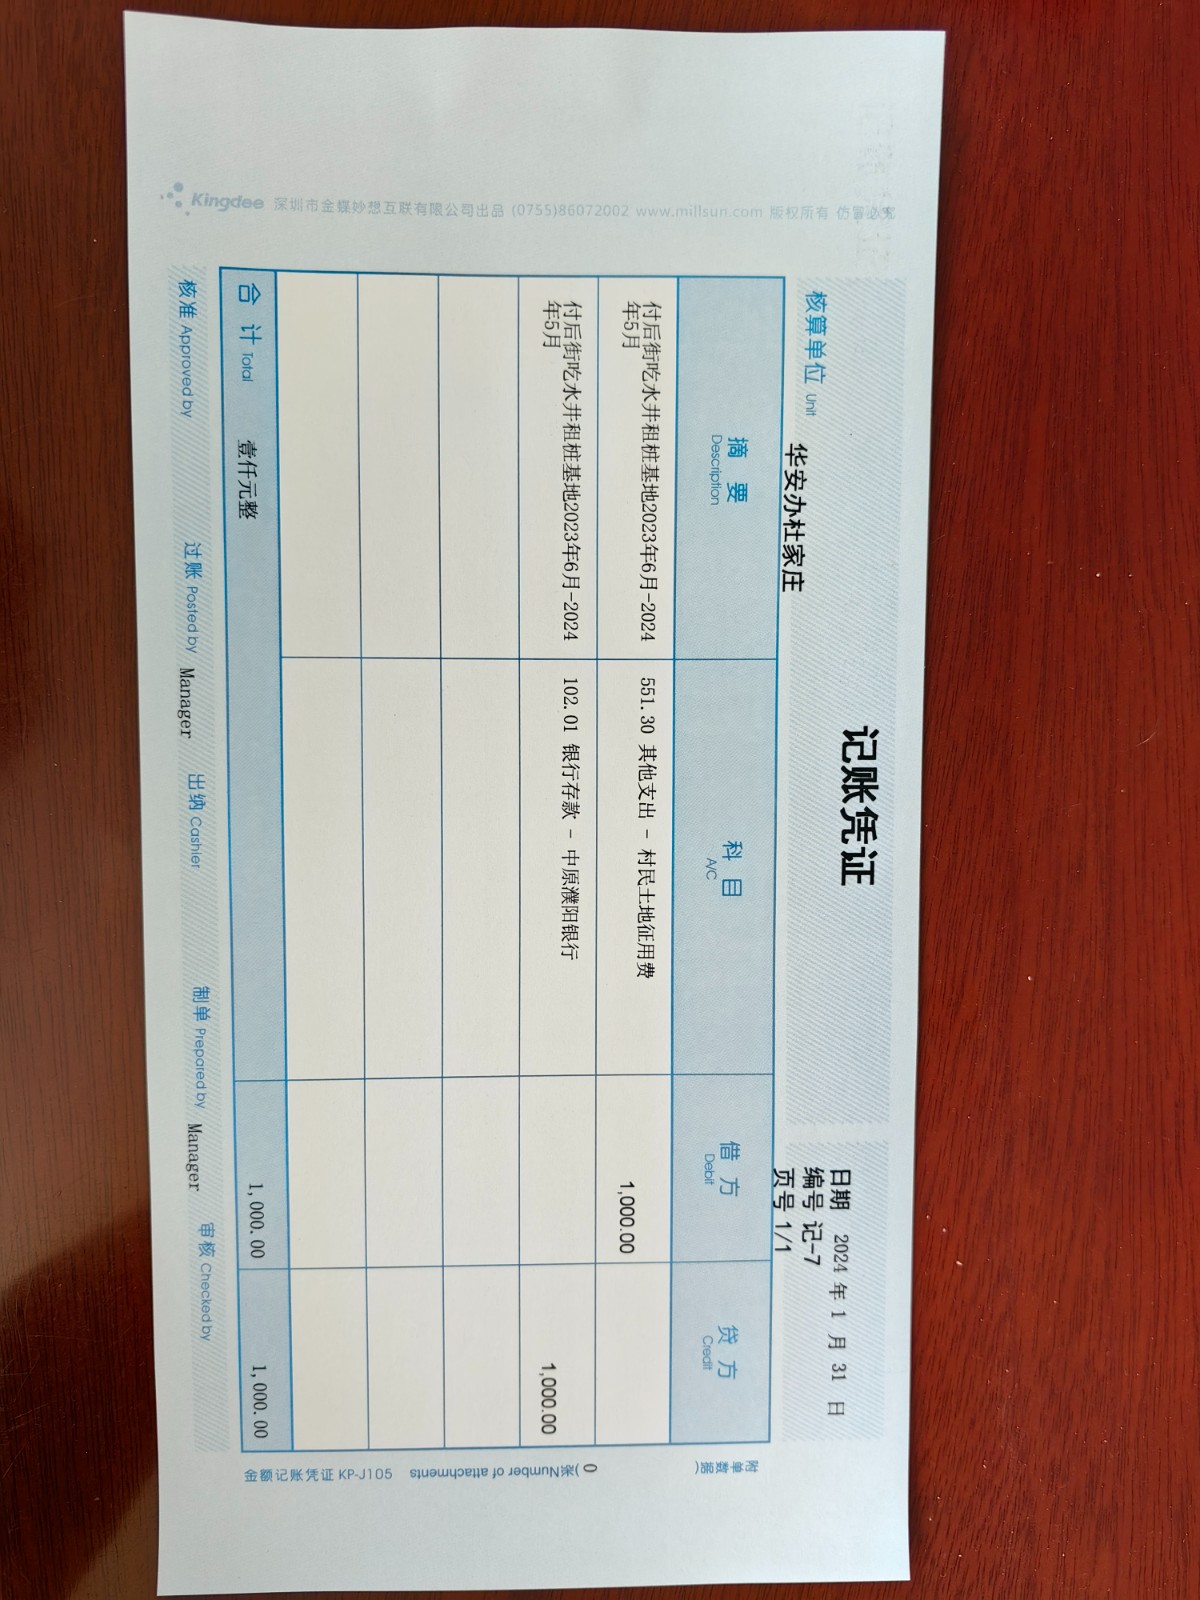 记账凭证
日期 2024 年 1 月 31 日
编号 记-7
页号 1/1
核算单位 Unit 华安办杜家庄
摘 要 科 目 借 方 贷 方
Description A/C Debit Credit
付后街吃水井租桩基地2023年6月-2024 551.30 其他支出 - 村民土地征用费 1,000.00
年5月
付后街吃水井租桩基地2023年6月-2024 102.01 银行存款 - 中原濮阳银行 1,000.00
年5月
合 计 Total 壹仟元整 1,000.00 1,000.00
核准 Approved by 过账 Posted by Manager 出纳 Cashier 制单 Prepared by Manager 审核 Checked by
附单数据( 0 张)Number of attachments
金额记账凭证 KP-J105
Kingdee 深圳市金蝶妙想互联有限公司出品 (0755)86072002 www.millsun.com 版权所有 仿冒必究